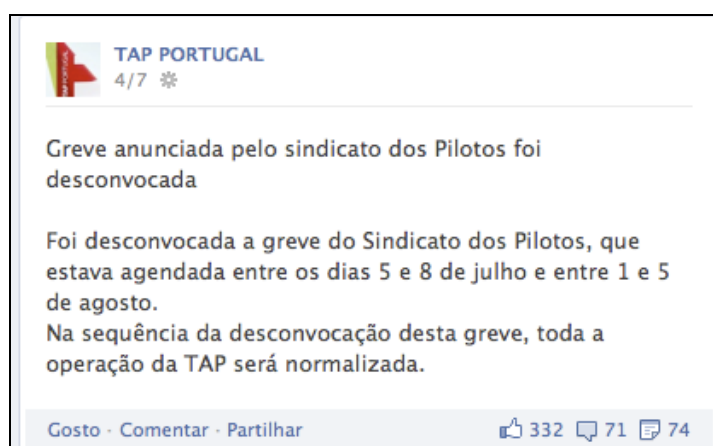 TAP PORTUGAL
4/7
Greve anunciada pelo sindicato dos Pilotos foi
desconvocada
Foi desconvocada a greve do Sindicato dos Pilotos, que
estava agendada entre os dias 5 e 8 de julho e entre 1 e 5
de agosto.
Na sequência da desconvocação desta greve, toda a
operação da TAP será normalizada.
Gosto · Comentar · Partilhar 332 71 74